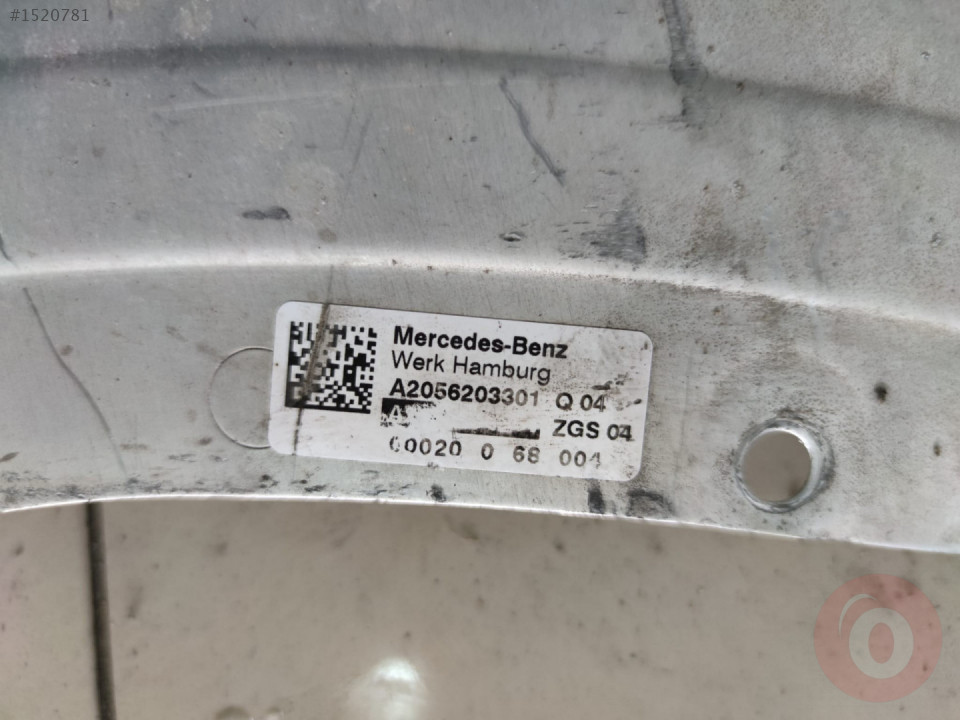 #1520781
Mercedes-Benz
Werk Hamburg
A2056203301 Q 04
A
ZGS 04
00020 0 68 004
O